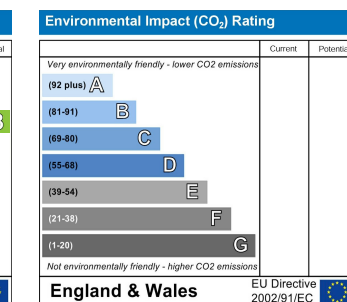 Environmental Impact (CO₂) Rating
Current Potential
Very environmentally friendly - lower CO2 emissions
(92 plus) A
(81-91) B
(69-80) C
(55-68) D
(39-54) E
(21-38) F
(1-20) G
Not environmentally friendly - higher CO2 emissions
England & Wales
EU Directive
2002/91/EC